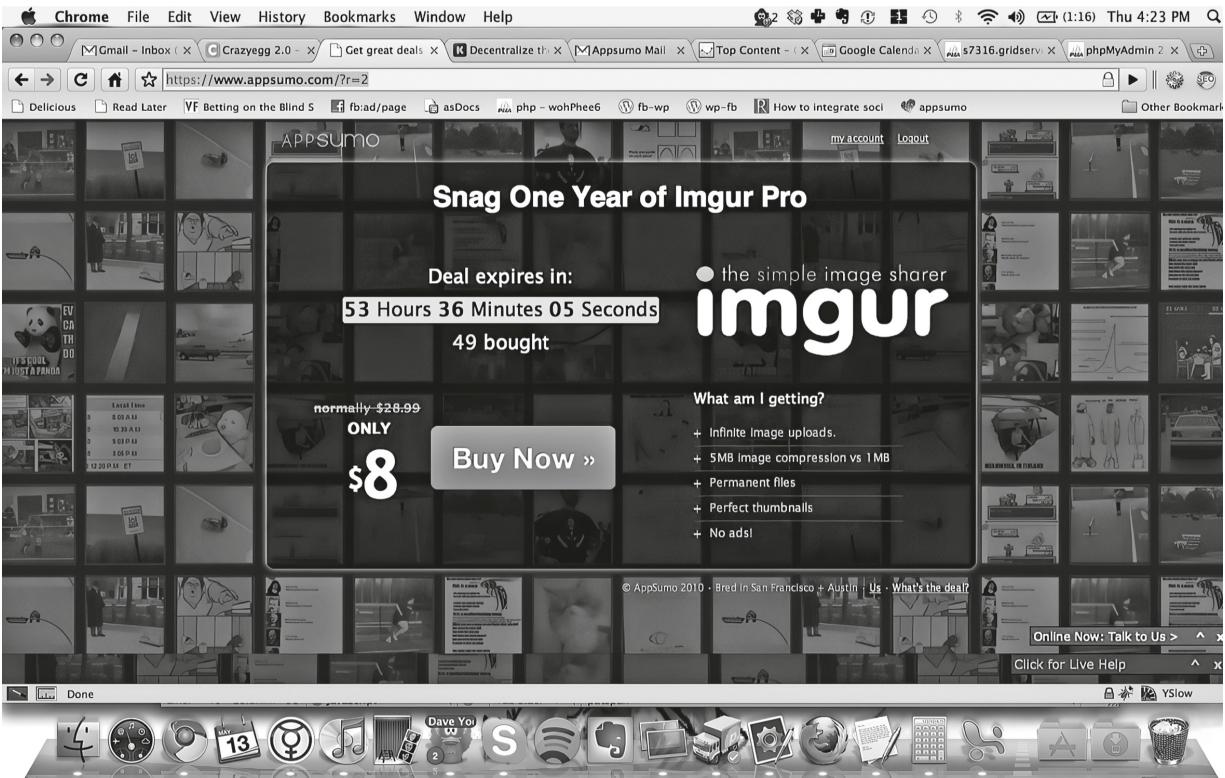 Chrome File Edit View History Bookmarks Window Help 2 (1:16) Thu 4:23 PM
Gmail – Inbox ( Crazyegg 2.0 – Get great deals Decentralize th Appsumo Mail Top Content – ( Google Calenda s7316.gridserv phpMyAdmin 2
https://www.appsumo.com/?r=2 SEO
Delicious Read Later VF Betting on the Blind S fb:ad/page asDocs php – wohPhee6 fb-wp wp-fb How to integrate soci appsumo Other Bookmark
APPSUMO my account Logout
Snag One Year of Imgur Pro
Deal expires in:
53 Hours 36 Minutes 05 Seconds
49 bought
the simple image sharer
imgur
normally $28.99
ONLY
$8
Buy Now »
What am I getting?
+ Infinite image uploads.
+ 5MB image compression vs 1MB
+ Permanent files
+ Perfect thumbnails
+ No ads!
© AppSumo 2010 · Bred in San Francisco + Austin · Us · What's the deal?
Online Now: Talk to Us > ^ x
Click for Live Help ^ x
Done YSlow
MAY
13
Dave You
2